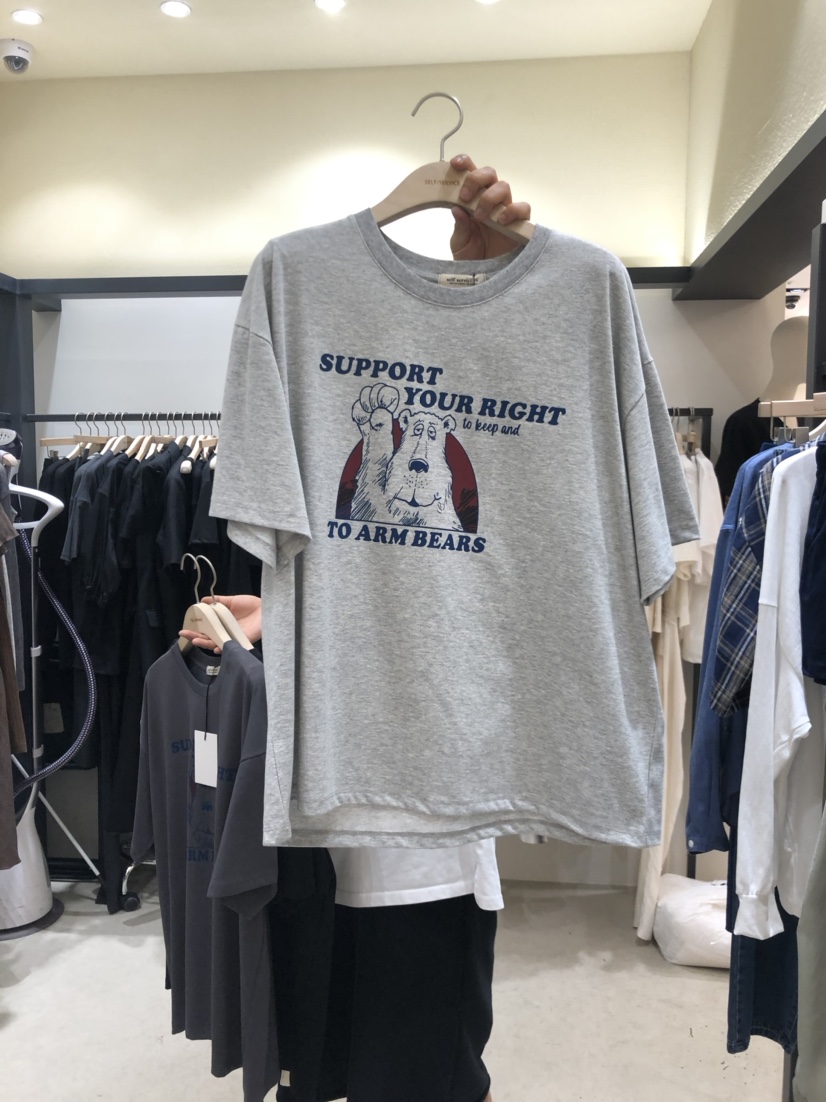 SUPPORT
YOUR RIGHT
to keep and
TO ARM BEARS